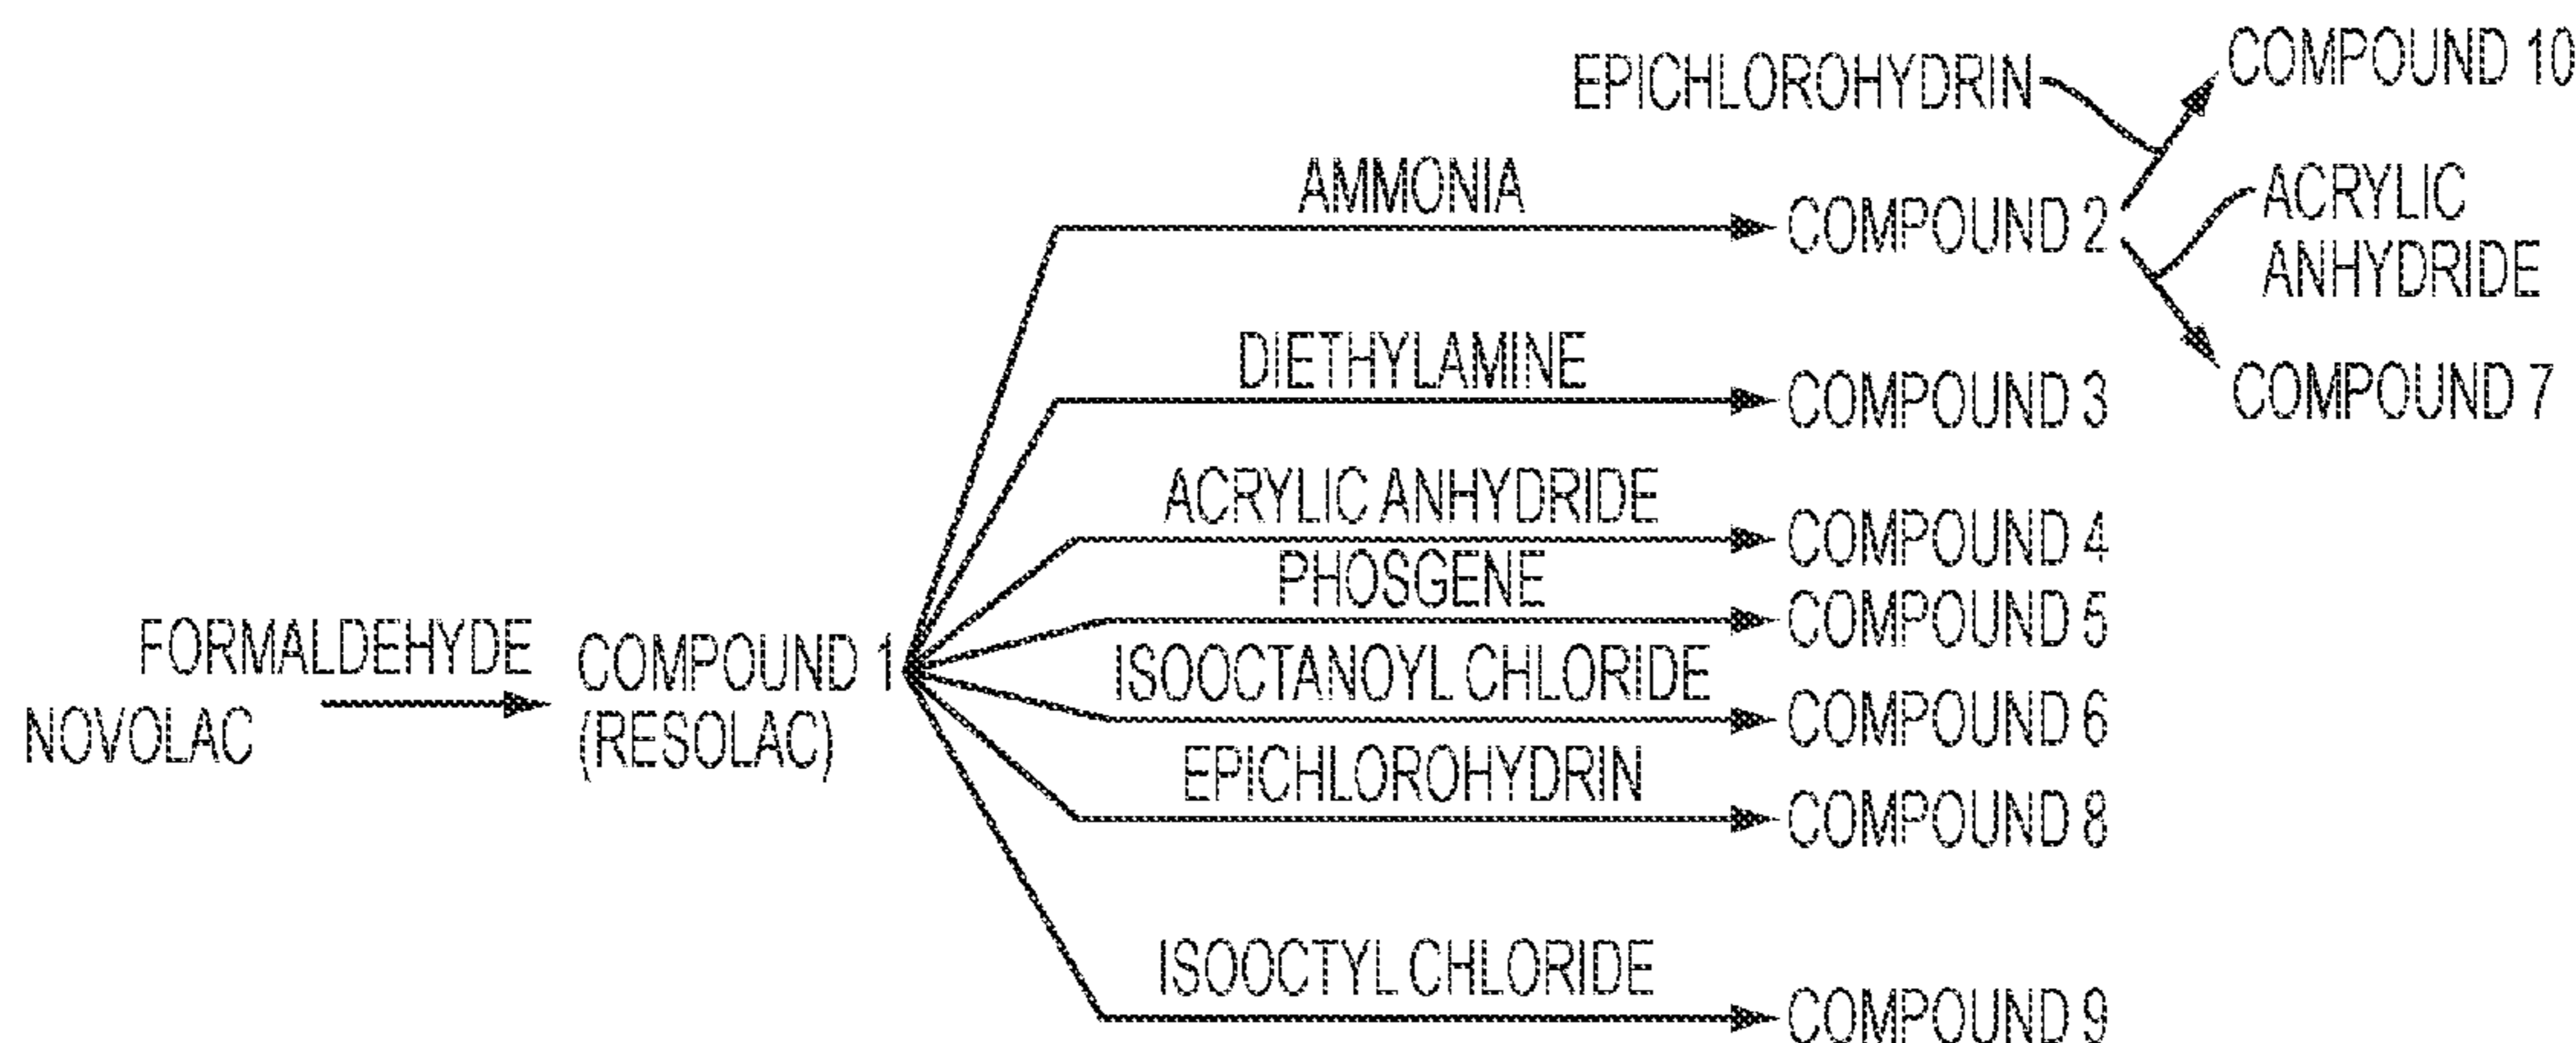 EPICHLOROHYDRIN
COMPOUND 10
AMMONIA
COMPOUND 2
ACRYLIC
ANHYDRIDE
DIETHYLAMINE
COMPOUND 3
COMPOUND 7
ACRYLIC ANHYDRIDE
COMPOUND 4
PHOSGENE
COMPOUND 5
FORMALDEHYDE
NOVOLAC
COMPOUND 1
(RESOLAC)
ISOOCTANOYL CHLORIDE
COMPOUND 6
EPICHLOROHYDRIN
COMPOUND 8
ISOOCTYL CHLORIDE
COMPOUND 9